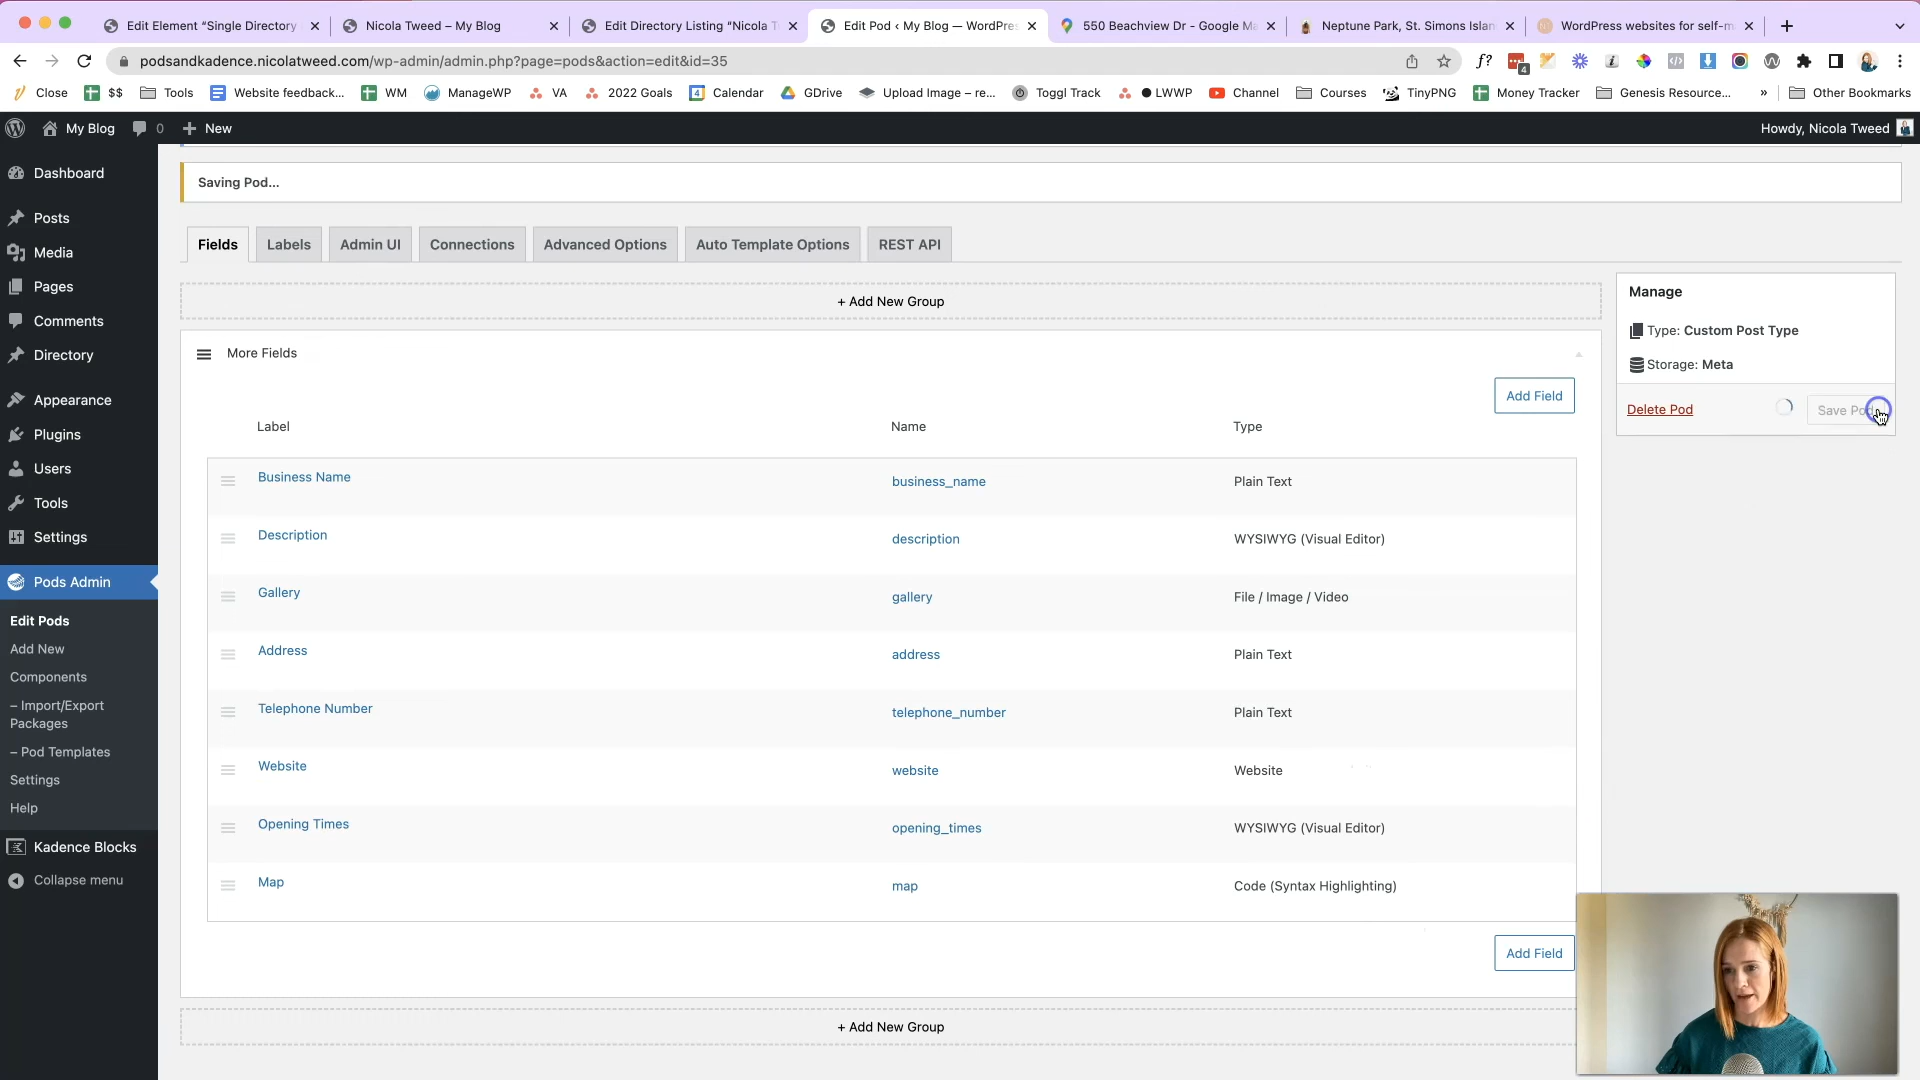 Edit Element “Single Directory
Nicola Tweed – My Blog
Edit Directory Listing “Nicola T
Edit Pod ‹ My Blog — WordPres
550 Beachview Dr - Google Ma
Neptune Park, St. Simons Islan
WordPress websites for self-m
podsandkadence.nicolatweed.com/wp-admin/admin.php?page=pods&action=edit&id=35
f?
4
Close
$$
Tools
Website feedback...
WM
ManageWP
VA
2022 Goals
4
Calendar
GDrive
Upload Image – re...
Toggl Track
LWWP
Channel
Courses
TinyPNG
Money Tracker
Genesis Resource...
»
Other Bookmarks
My Blog
0
New
Howdy, Nicola Tweed
Dashboard
Posts
Media
Pages
Comments
Directory
Appearance
Plugins
Users
Tools
Settings
Pods Admin
Edit Pods
Add New
Components
– Import/Export
Packages
– Pod Templates
Settings
Help
Kadence Blocks
Collapse menu
Saving Pod...
Fields
Labels
Admin UI
Connections
Advanced Options
Auto Template Options
REST API
+ Add New Group
More Fields
Add Field
Label
Name
Type
Business Name
business_name
Plain Text
Description
description
WYSIWYG (Visual Editor)
Gallery
gallery
File / Image / Video
Address
address
Plain Text
Telephone Number
telephone_number
Plain Text
Website
website
Website
Opening Times
opening_times
WYSIWYG (Visual Editor)
Map
map
Code (Syntax Highlighting)
Add Field
+ Add New Group
Manage
Type: Custom Post Type
Storage: Meta
Delete Pod
Save Pod